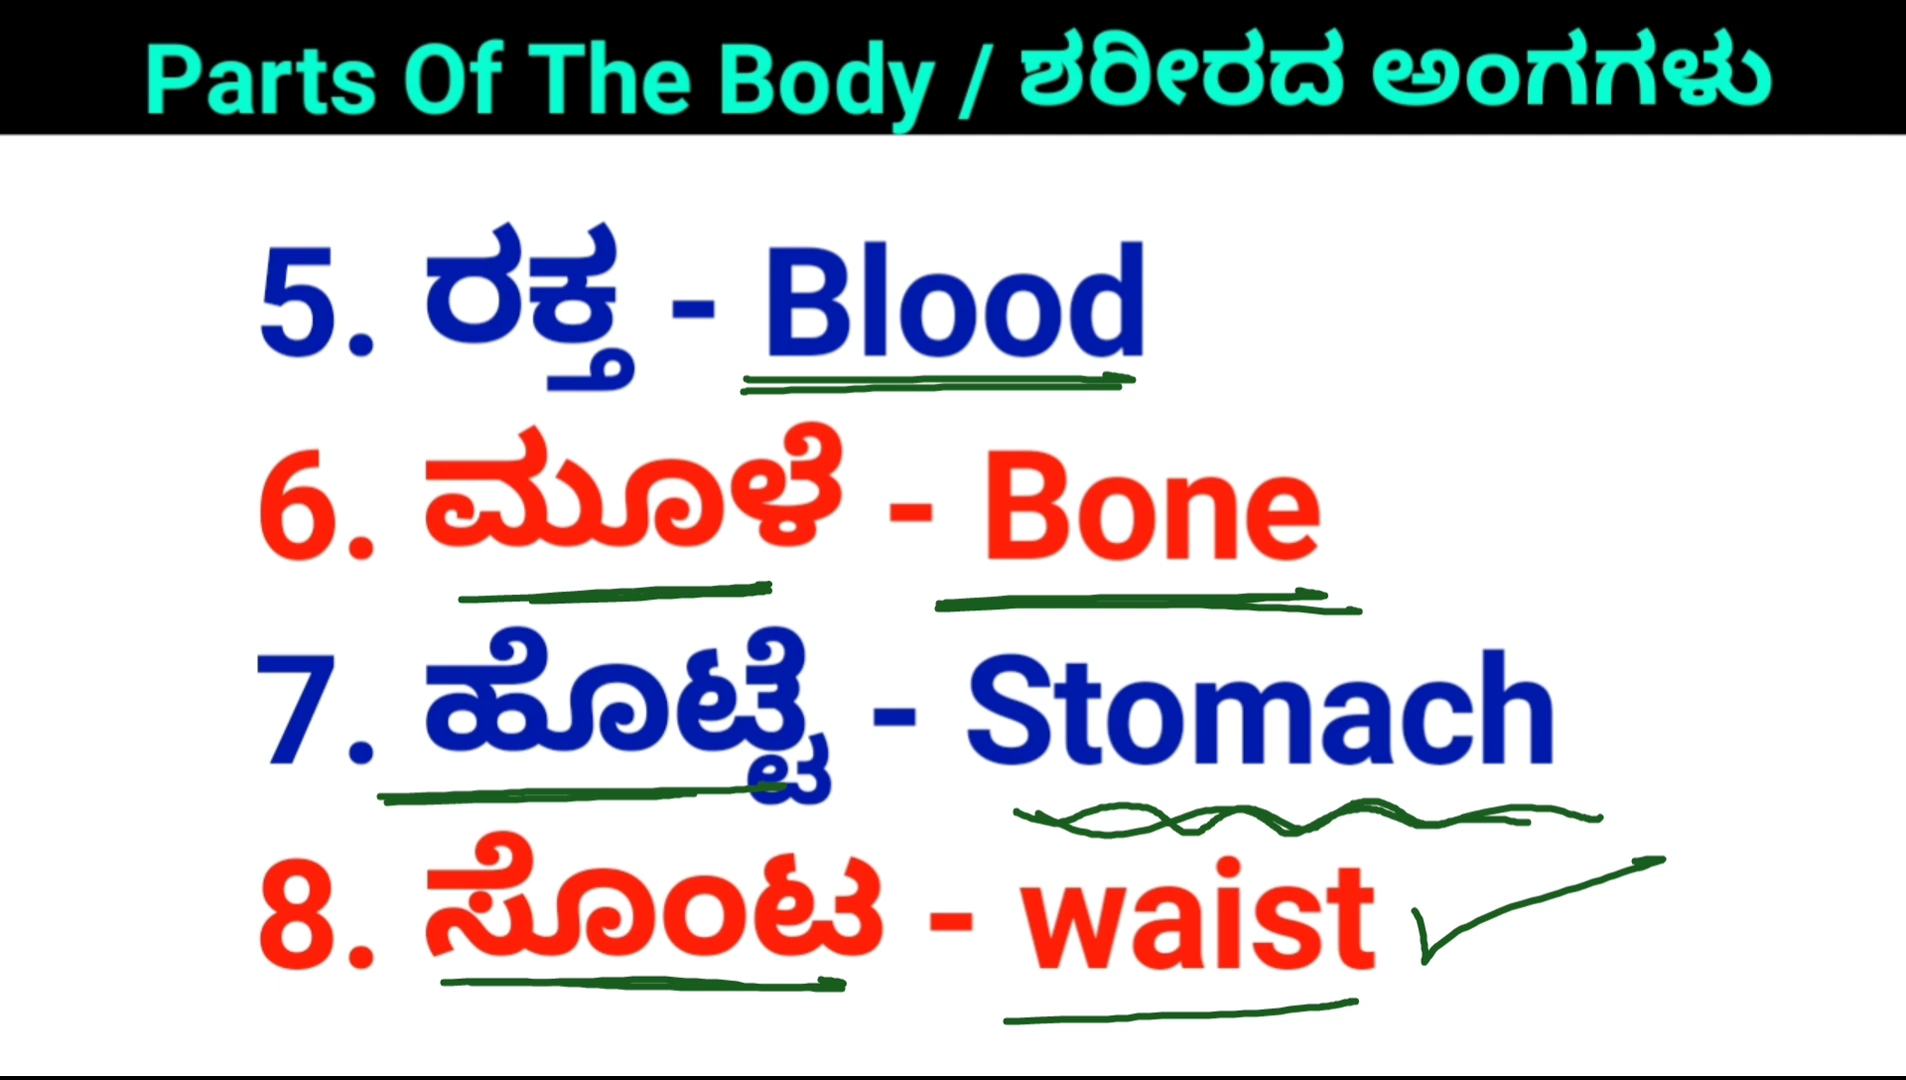 Parts Of The Body / ಶರೀರದ ಅಂಗಗಳು
5. ರಕ್ತ - Blood
6. ಮೂಳೆ - Bone
7. ಹೊಟ್ಟೆ - Stomach
8. ಸೊಂಟ - waist